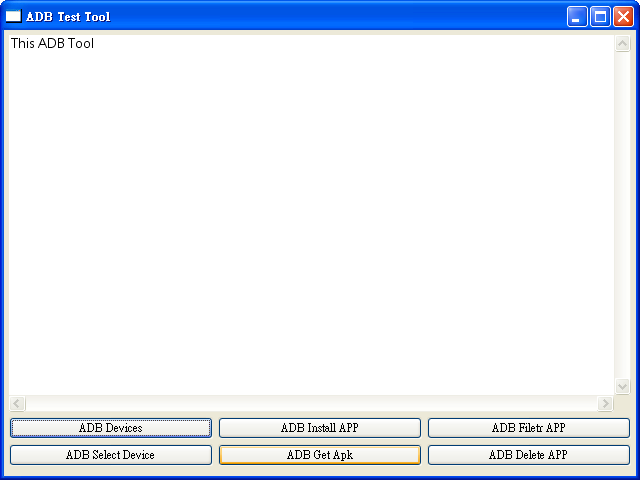 ADB Test Tool
This ADB Tool
ADB Devices
ADB Install APP
ADB Filetr APP
ADB Select Device
ADB Get Apk
ADB Delete APP